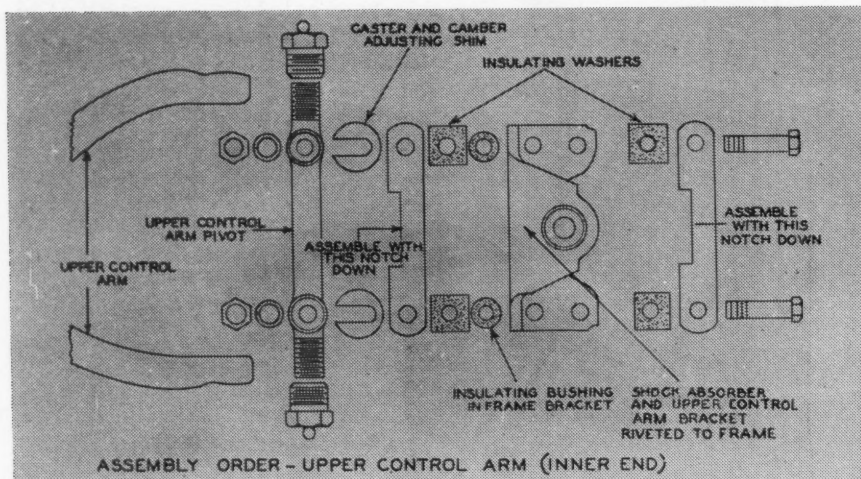 CASTER AND CAMBER
ADJUSTING SHIM
INSULATING WASHERS
UPPER CONTROL
ARM PIVOT
ASSEMBLE WITH
THIS NOTCH
DOWN
ASSEMBLE
WITH THIS
NOTCH DOWN
UPPER CONTROL
ARM
INSULATING BUSHING
IN FRAME BRACKET
SHOCK ABSORBER
AND UPPER CONTROL
ARM BRACKET
RIVETED TO FRAME
ASSEMBLY ORDER - UPPER CONTROL ARM (INNER END)